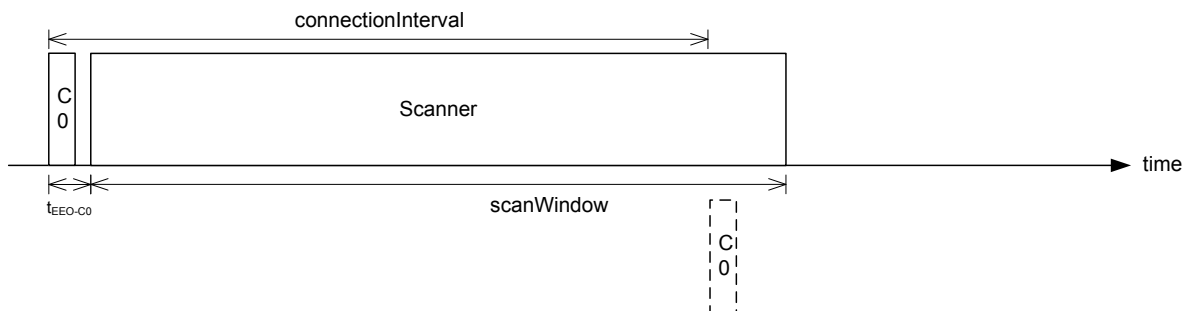 connectionInterval
C
0
Scanner
time
tEEO-C0
scanWindow
C
0